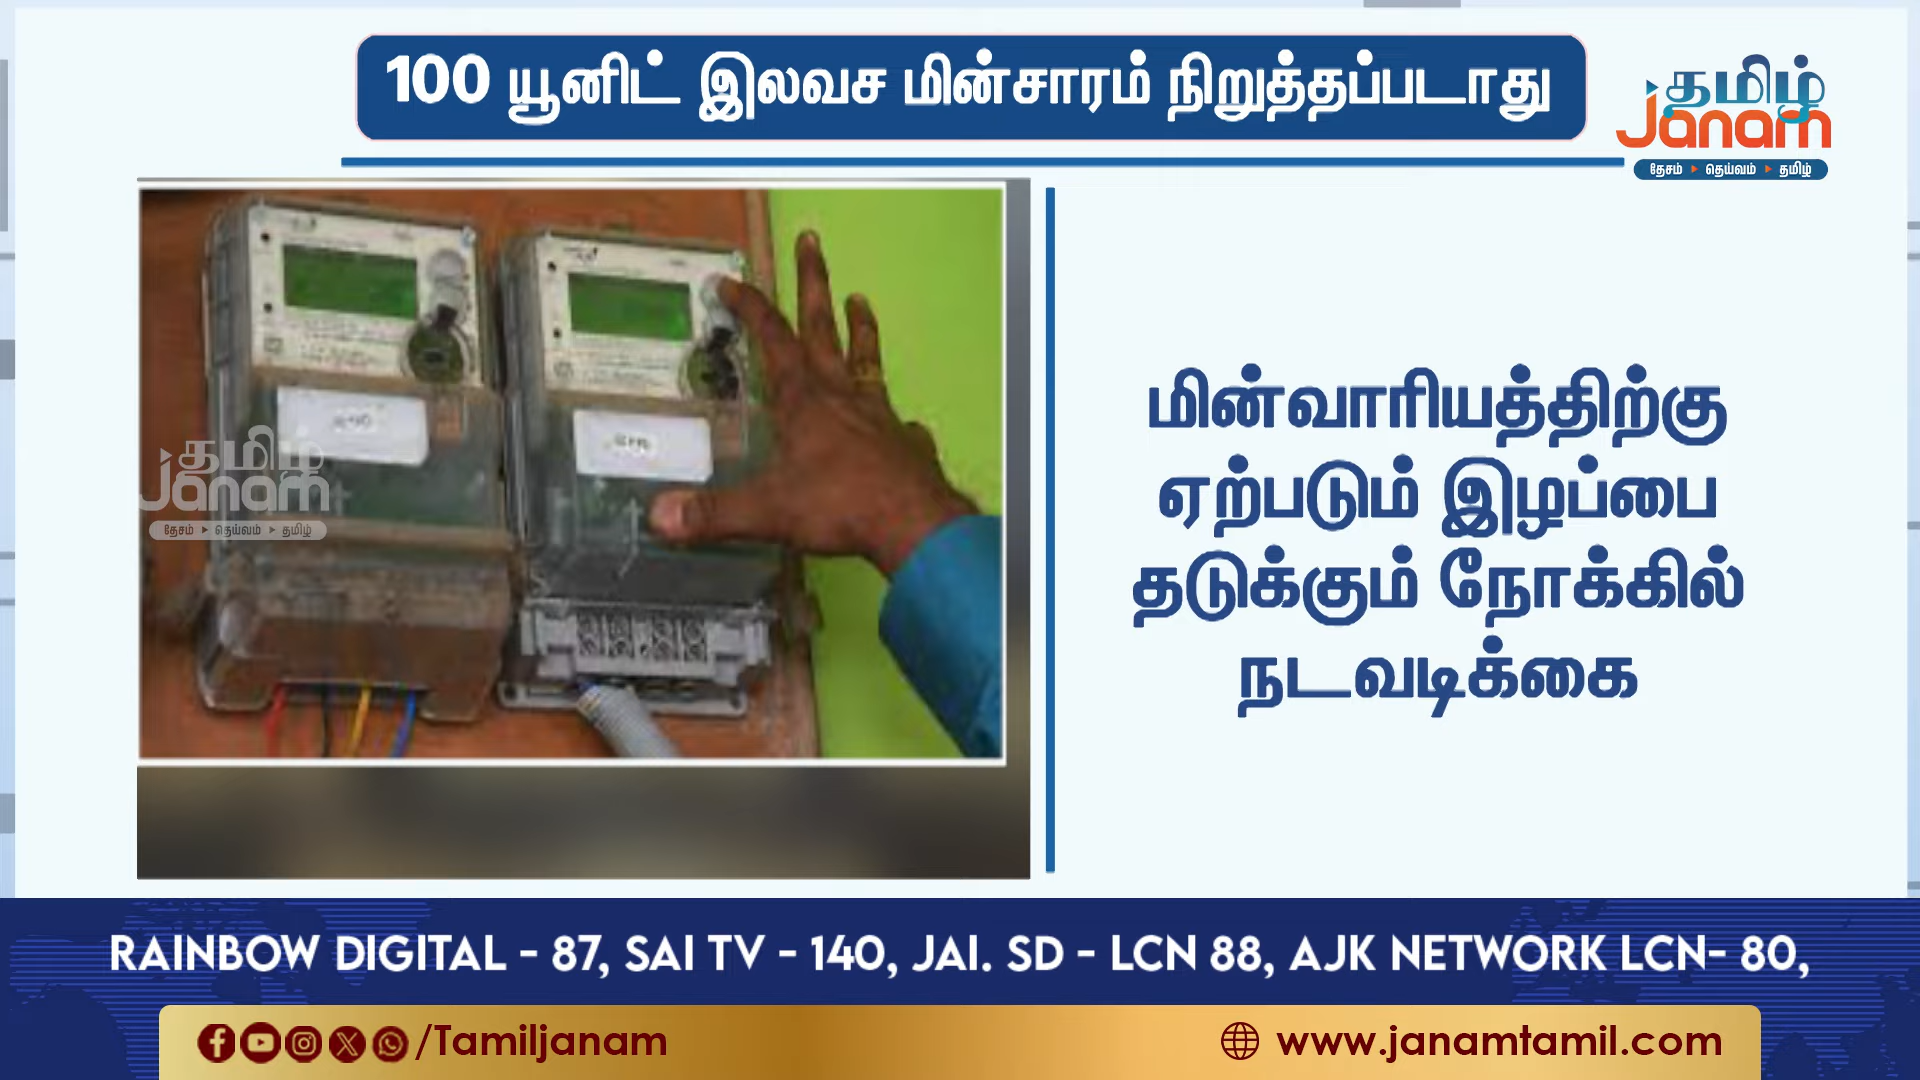 100 யூனிட் இலவச மின்சாரம் நிறுத்தப்படாது
தமிழ்
Janam
தேசம் தெய்வம் தமிழ்
தமிழ்
Janam
தேசம் தெய்வம் தமிழ்
மின்வாரியத்திற்கு
ஏற்படும் இழப்பை
தடுக்கும் நோக்கில்
நடவடிக்கை
RAINBOW DIGITAL - 87, SAI TV - 140, JAI. SD - LCN 88, AJK NETWORK LCN- 80,
/Tamiljanam
www.janamtamil.com